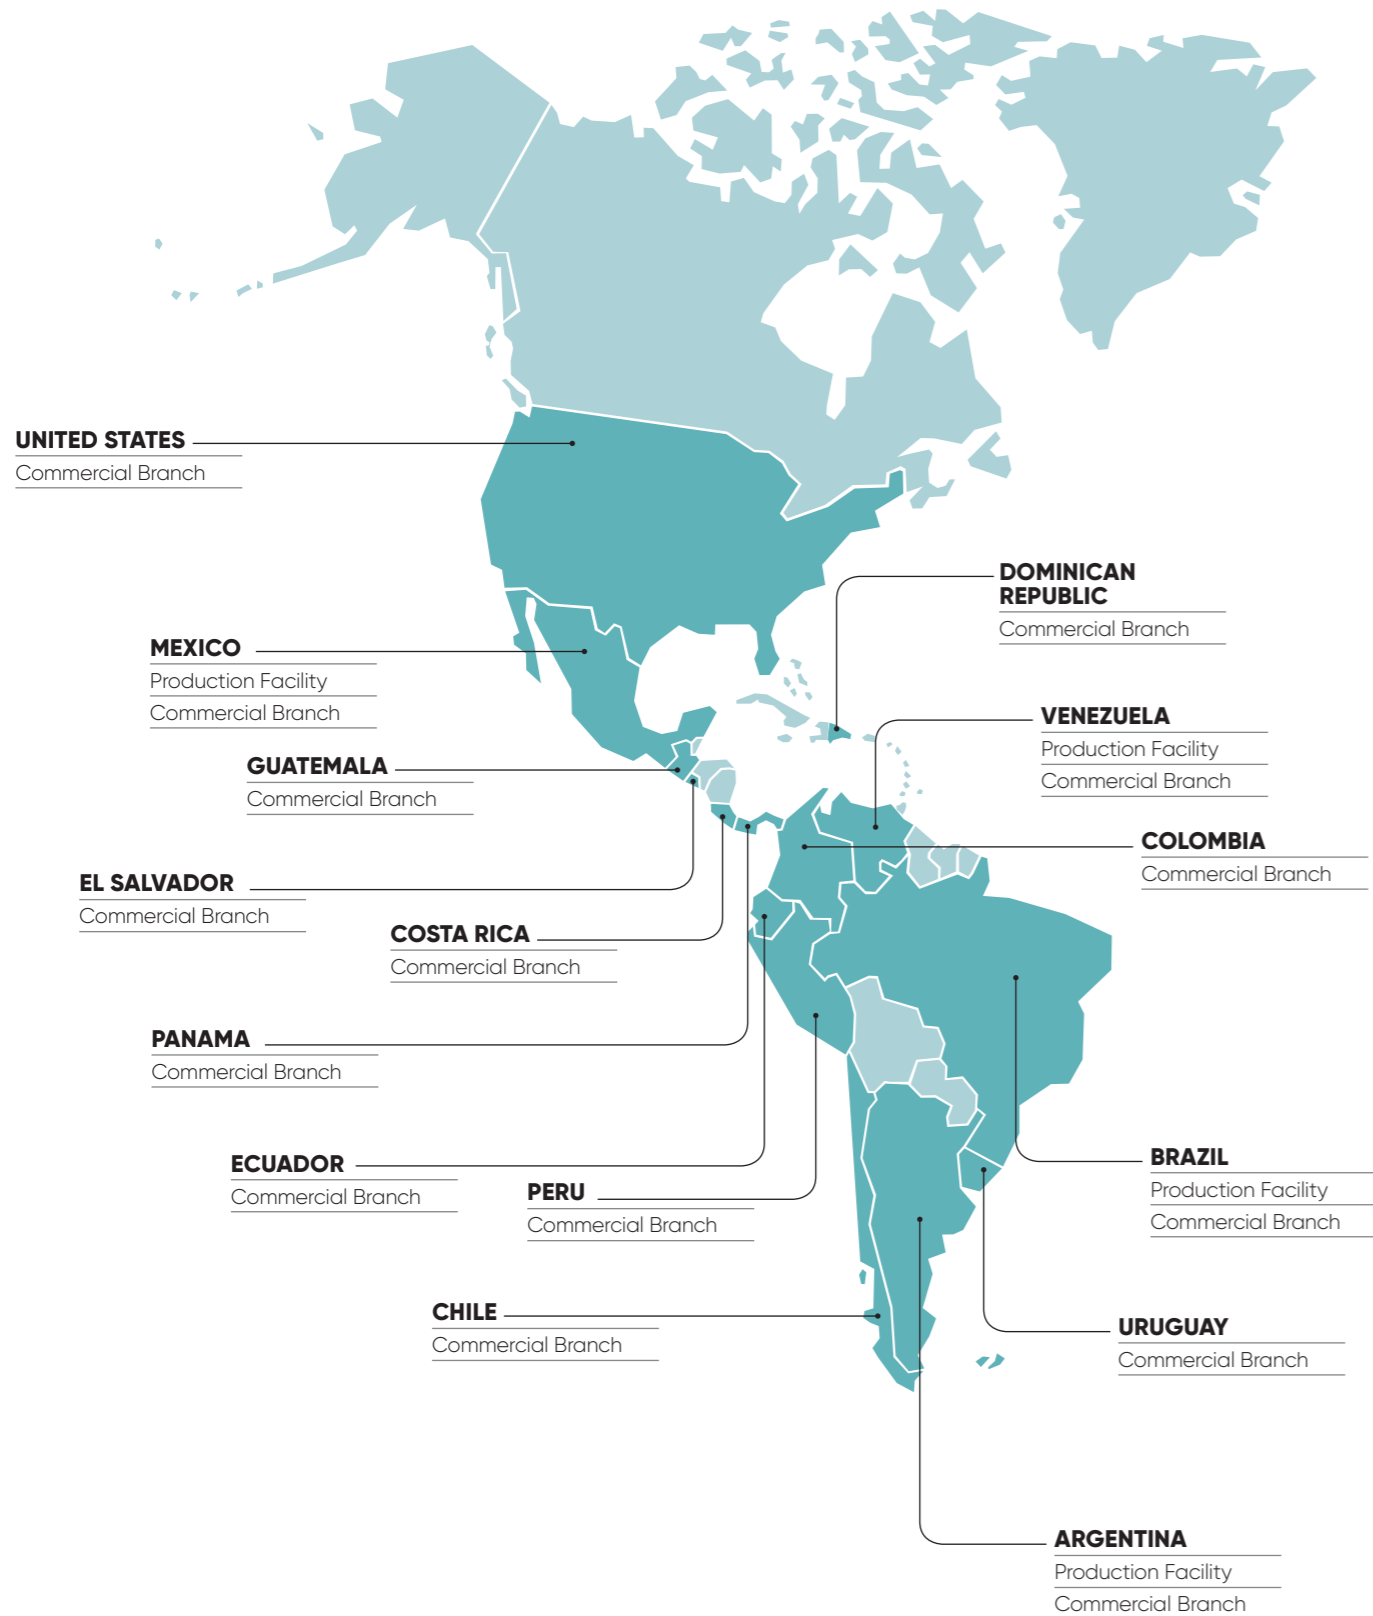 UNITED STATES
Commercial Branch
DOMINICAN
REPUBLIC
Commercial Branch
MEXICO
Production Facility
Commercial Branch
VENEZUELA
Production Facility
Commercial Branch
GUATEMALA
Commercial Branch
COLOMBIA
Commercial Branch
EL SALVADOR
Commercial Branch
COSTA RICA
Commercial Branch
PANAMA
Commercial Branch
ECUADOR
Commercial Branch
PERU
Commercial Branch
BRAZIL
Production Facility
Commercial Branch
CHILE
Commercial Branch
URUGUAY
Commercial Branch
ARGENTINA
Production Facility
Commercial Branch